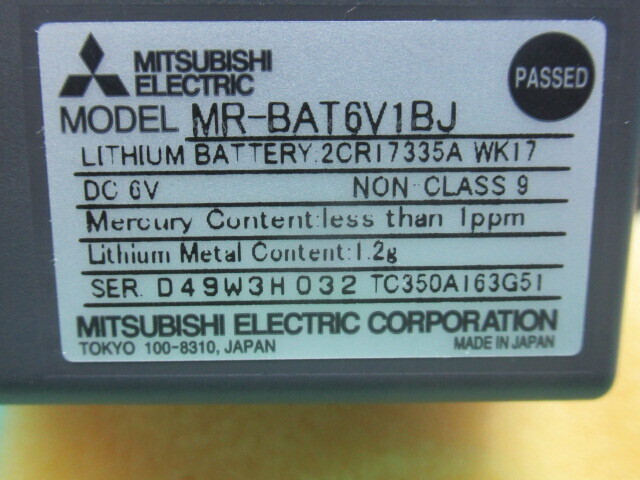 MITSUBISHI
ELECTRIC
PASSED
MODEL MR-BAT6V1BJ
LITHIUM BATTERY:2CR17335A WK17
DC 6V NON-CLASS 9
Mercury Content:less than 1ppm
Lithium Metal Content:1.2g
SER. D49W3H032 TC350A163G51
MITSUBISHI ELECTRIC CORPORATION
TOKYO 100-8310, JAPAN MADE IN JAPAN